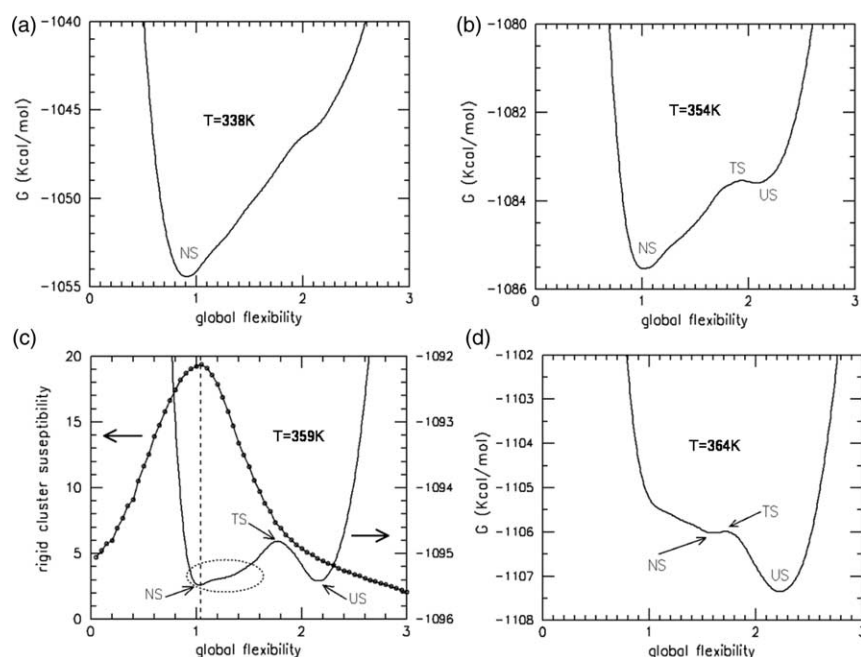 (a)
-1040
-1045
-1050
-1055
G (Kcal/mol)
T=338K
NS
0 1 2 3
global flexibility
(b)
-1080
-1082
-1084
-1086
G (Kcal/mol)
T=354K
TS
NS
US
0 1 2 3
global flexibility
(c)
20
15
10
5
0
rigid cluster suseptibility
-1092
-1093
-1094
-1095
-1096
T=359K
TS
NS
US
0 1 2 3
global flexibility
(d)
-1102
-1103
-1104
-1105
-1106
-1107
-1108
G (Kcal/mol)
T=364K
TS
NS
US
0 1 2 3
global flexibility